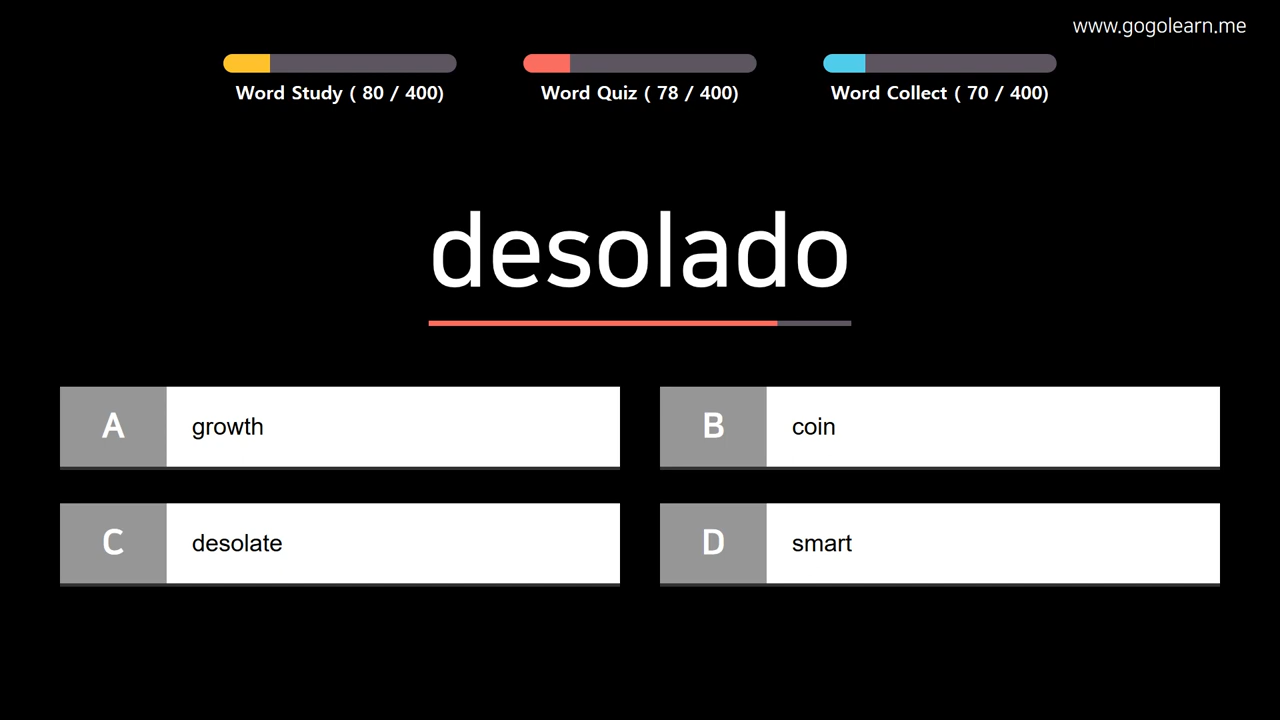 www.gogolearn.me
Word Study ( 80 / 400)
Word Quiz ( 78 / 400)
Word Collect ( 70 / 400)
desolado
A growth
B coin
C desolate
D smart